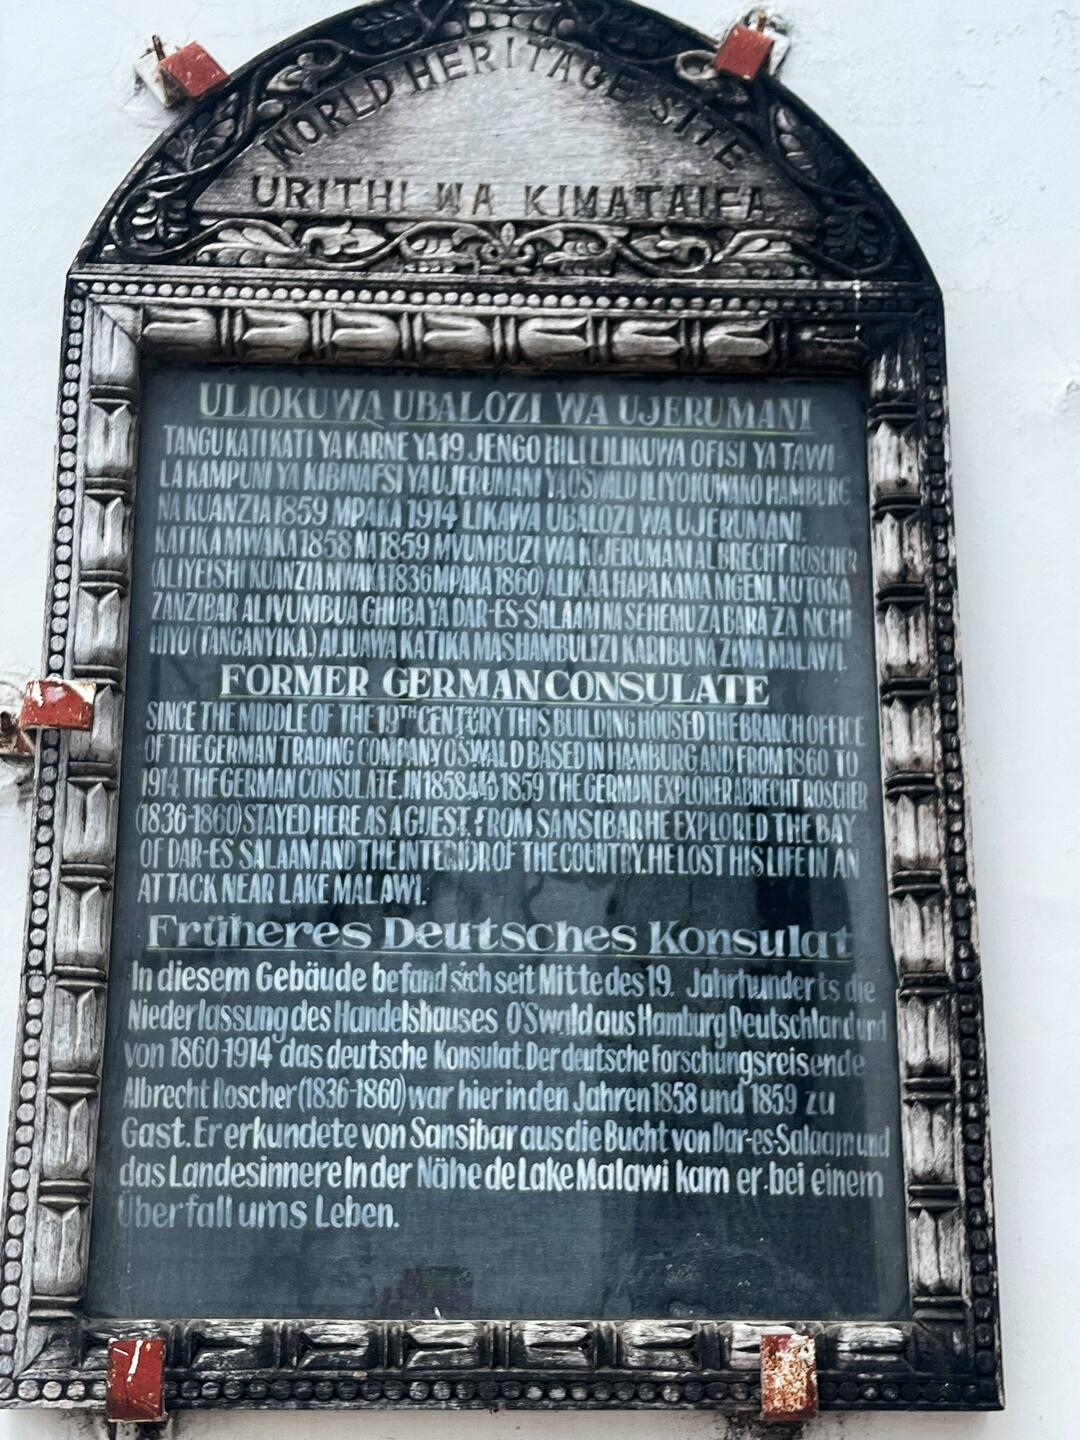 WORLD HERITAGE SITE
URITHI WA KIMATAIFA
ULIOKUWA UBALOZI WA UJERUMANI
TANGU KATI KATI YA KARNE YA 19 JENGO HILI LILIKUWA OFISI YA TAWI
LA KAMPUNI YA KIBINAFSI YA UJERUMANI YA O'SWALD ILIYOKUWAKO HAMBURG
NA KUANZIA 1859 MPAKA 1914 LIKAWA UBALOZI WA UJERUMANI.
KATIKA MWAKA 1858 NA 1859 MVUMBUZI WA KIJERUMANI ALBRECHT ROSCHER
(ALIYEISHI KUANZIA MWAKA 1836 MPAKA 1860) ALIKAA HAPA KAMA MGENI. KUTOKA
ZANZIBAR ALIVUMBUA GHUBA YA DAR-ES-SALAAM NA SEHEMU ZA BARA ZA NCHI
HIYO (TANGANYIKA.) ALIUAWA KATIKA MASHAMBULIZI KARIBU NA ZIWA MALAWI.
FORMER GERMAN CONSULATE
SINCE THE MIDDLE OF THE 19TH CENTURY THIS BUILDING HOUSED THE BRANCH OFFICE
OF THE GERMAN TRADING COMPANY O'SWALD BASED IN HAMBURG AND FROM 1860 TO
1914 THE GERMAN CONSULATE. IN 1858 AND 1859 THE GERMAN EXPLORER ABRECHT ROSCHER
(1836-1860) STAYED HERE AS A GUEST. FROM SANSIBAR HE EXPLORED THE BAY
OF DAR-ES SALAAM AND THE INTERIOR OF THE COUNTRY. HE LOST HIS LIFE IN AN
ATTACK NEAR LAKE MALAWI.
Früheres Deutsches Konsulat
In diesem Gebäude befand sich seit Mitte des 19. Jahrhunderts die
Niederlassung des Handelshauses O'Swald aus Hamburg Deutschland und
von 1860-1914 das deutsche Konsulat. Der deutsche Forschungsreisende
Albrecht Roscher (1836-1860) war hier in den Jahren 1858 und 1859 zu
Gast. Er erkundete von Sansibar aus die Bucht von Dar-es-Salaam und
das Landesinnere In der Nähe de Lake Malawi kam er bei einem
Überfall ums Leben.